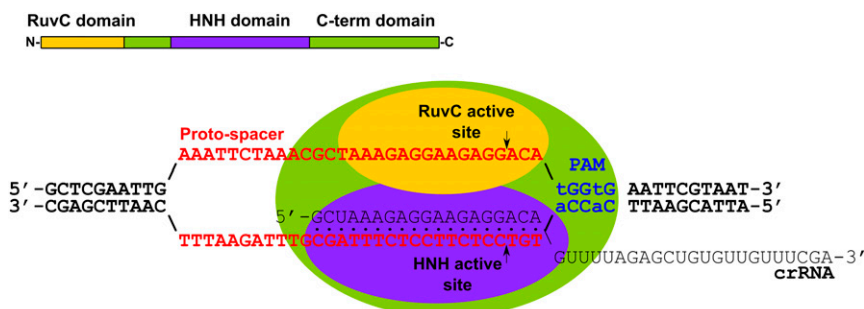 RuvC domain HNH domain C-term domain
N- -C
RuvC active
site
Proto-spacer
AAATTCTAAACGCTAAAGAGGAAGAGGACA
PAM
5'-GCTCGAATTG tGGtG AATTCGTAAT-3'
3'-CGAGCTTAAC aCCaC TTAAGCATTA-5'
5'-GCUAAAGAGGAAGAGGACA
TTTAAGATTTGCGATTTCTCCTTCTCCTGT
GUUUUAGAGCUGUGUUGUUUCGA-3'
HNH active
site
crRNA